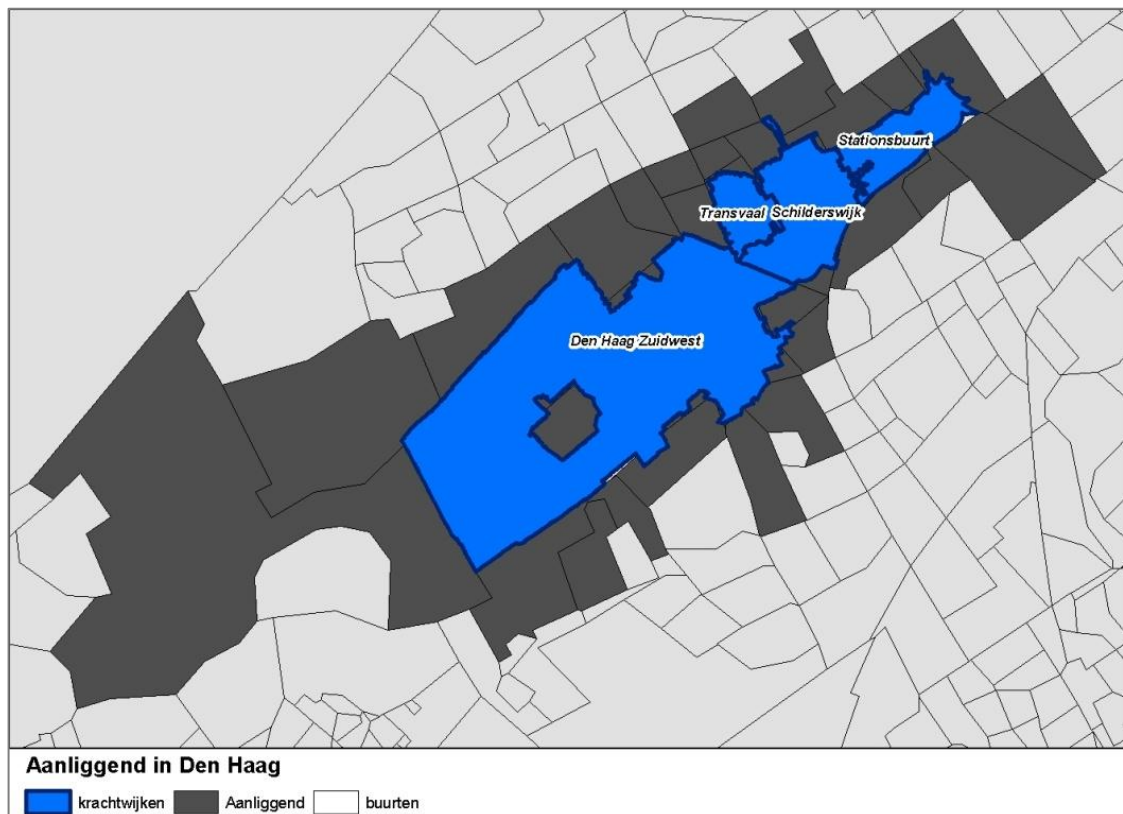 Stationsbuurt
Transvaal Schilderswijk
Den Haag Zuidwest
Aanliggend in Den Haag
krachtwijken Aanliggend buurten